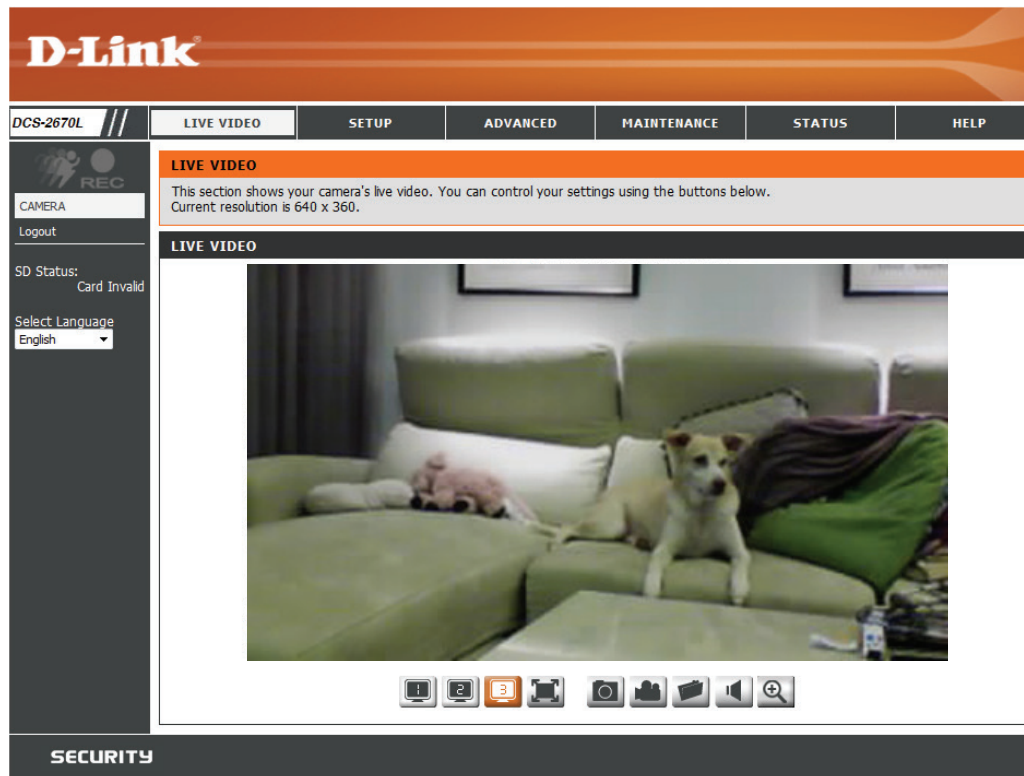 D-Link
DCS-2670L
LIVE VIDEO
SETUP
ADVANCED
MAINTENANCE
STATUS
HELP
REC
CAMERA
Logout
SD Status:
Card Invalid
Select Language
English
LIVE VIDEO
This section shows your camera's live video. You can control your settings using the buttons below.
Current resolution is 640 x 360.
LIVE VIDEO
1
2
3
SECURITY